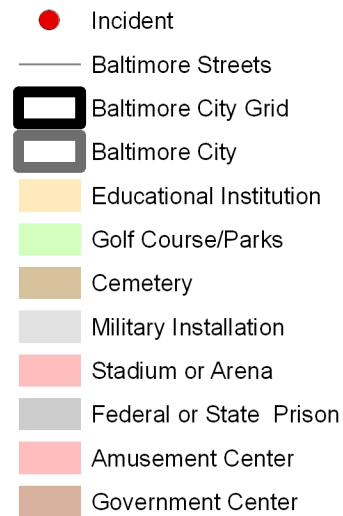 Incident
Baltimore Streets
Baltimore City Grid
Baltimore City
Educational Institution
Golf Course/Parks
Cemetery
Military Installation
Stadium or Arena
Federal or State  Prison
Amusement Center
Government Center